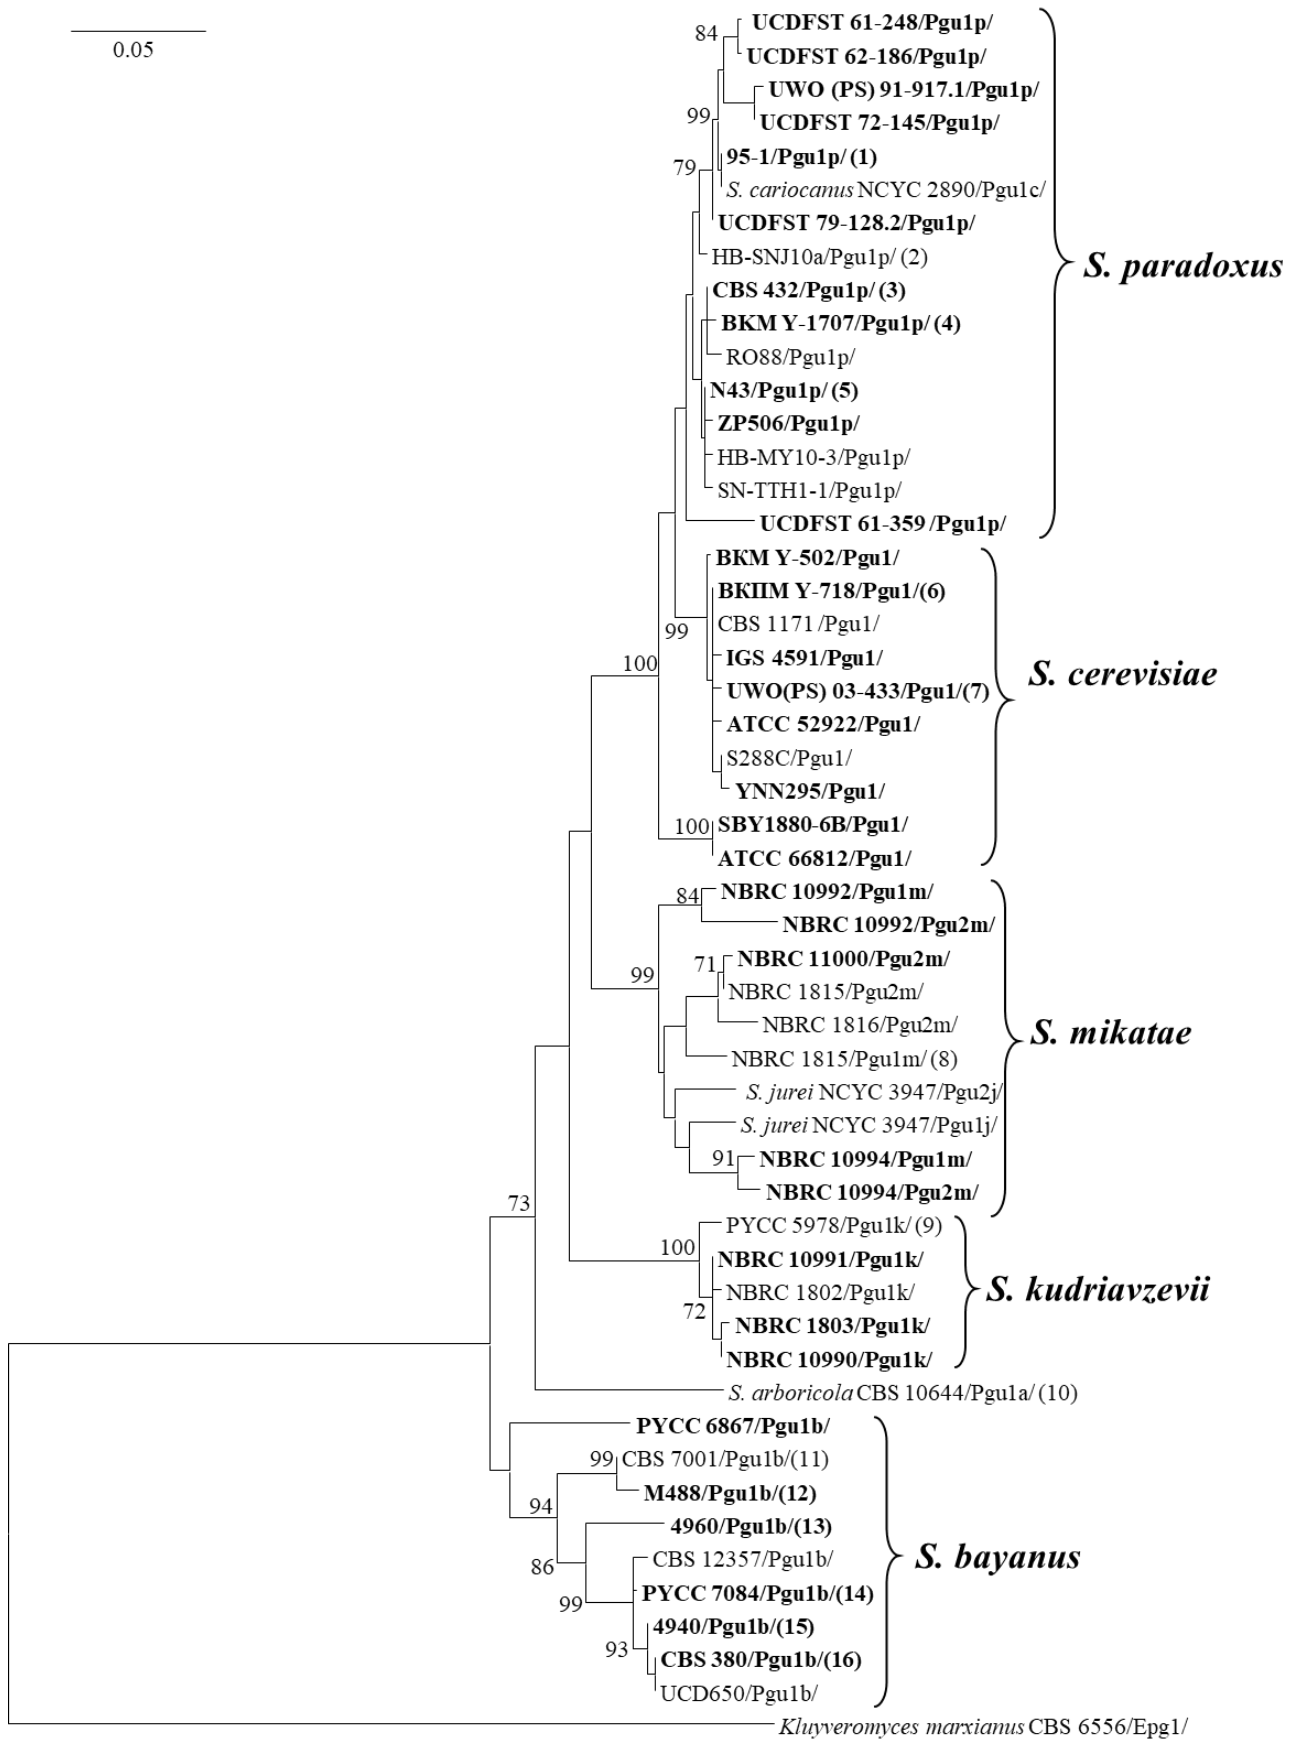 0.05
84
UCDFST 61-248/Pgu1p/
UCDFST 62-186/Pgu1p/
UWO (PS) 91-917.1/Pgu1p/
99
UCDFST 72-145/Pgu1p/
79
95-1/Pgu1p/ (1)
S. cariocanus NCYC 2890/Pgu1c/
UCDFST 79-128.2/Pgu1p/
HB-SNJ10a/Pgu1p/ (2)
S. paradoxus
CBS 432/Pgu1p/ (3)
BKM Y-1707/Pgu1p/ (4)
RO88/Pgu1p/
N43/Pgu1p/ (5)
ZP506/Pgu1p/
HB-MY10-3/Pgu1p/
SN-TTH1-1/Pgu1p/
UCDFST 61-359 /Pgu1p/
ВКМ Y-502/Pgu1/
ВКПМ Y-718/Pgu1/(6)
CBS 1171 /Pgu1/
99
IGS 4591/Pgu1/
100
S. cerevisiae
UWO(PS) 03-433/Pgu1/(7)
ATCC 52922/Pgu1/
S288C/Pgu1/
YNN295/Pgu1/
100
SBY1880-6B/Pgu1/
ATCC 66812/Pgu1/
84
NBRC 10992/Pgu1m/
NBRC 10992/Pgu2m/
71
NBRC 11000/Pgu2m/
99
NBRC 1815/Pgu2m/
NBRC 1816/Pgu2m/
S. mikatae
NBRC 1815/Pgu1m/ (8)
S. jurei NCYC 3947/Pgu2j/
S. jurei NCYC 3947/Pgu1j/
91
NBRC 10994/Pgu1m/
NBRC 10994/Pgu2m/
73
PYCC 5978/Pgu1k/ (9)
100
NBRC 10991/Pgu1k/
NBRC 1802/Pgu1k/
S. kudriavzevii
72
NBRC 1803/Pgu1k/
NBRC 10990/Pgu1k/
S. arboricola CBS 10644/Pgu1a/ (10)
PYCC 6867/Pgu1b/
99
CBS 7001/Pgu1b/(11)
M488/Pgu1b/(12)
94
4960/Pgu1b/(13)
86
CBS 12357/Pgu1b/
S. bayanus
PYCC 7084/Pgu1b/(14)
99
4940/Pgu1b/(15)
93
CBS 380/Pgu1b/(16)
UCD650/Pgu1b/
Kluyveromyces marxianus CBS 6556/Epg1/